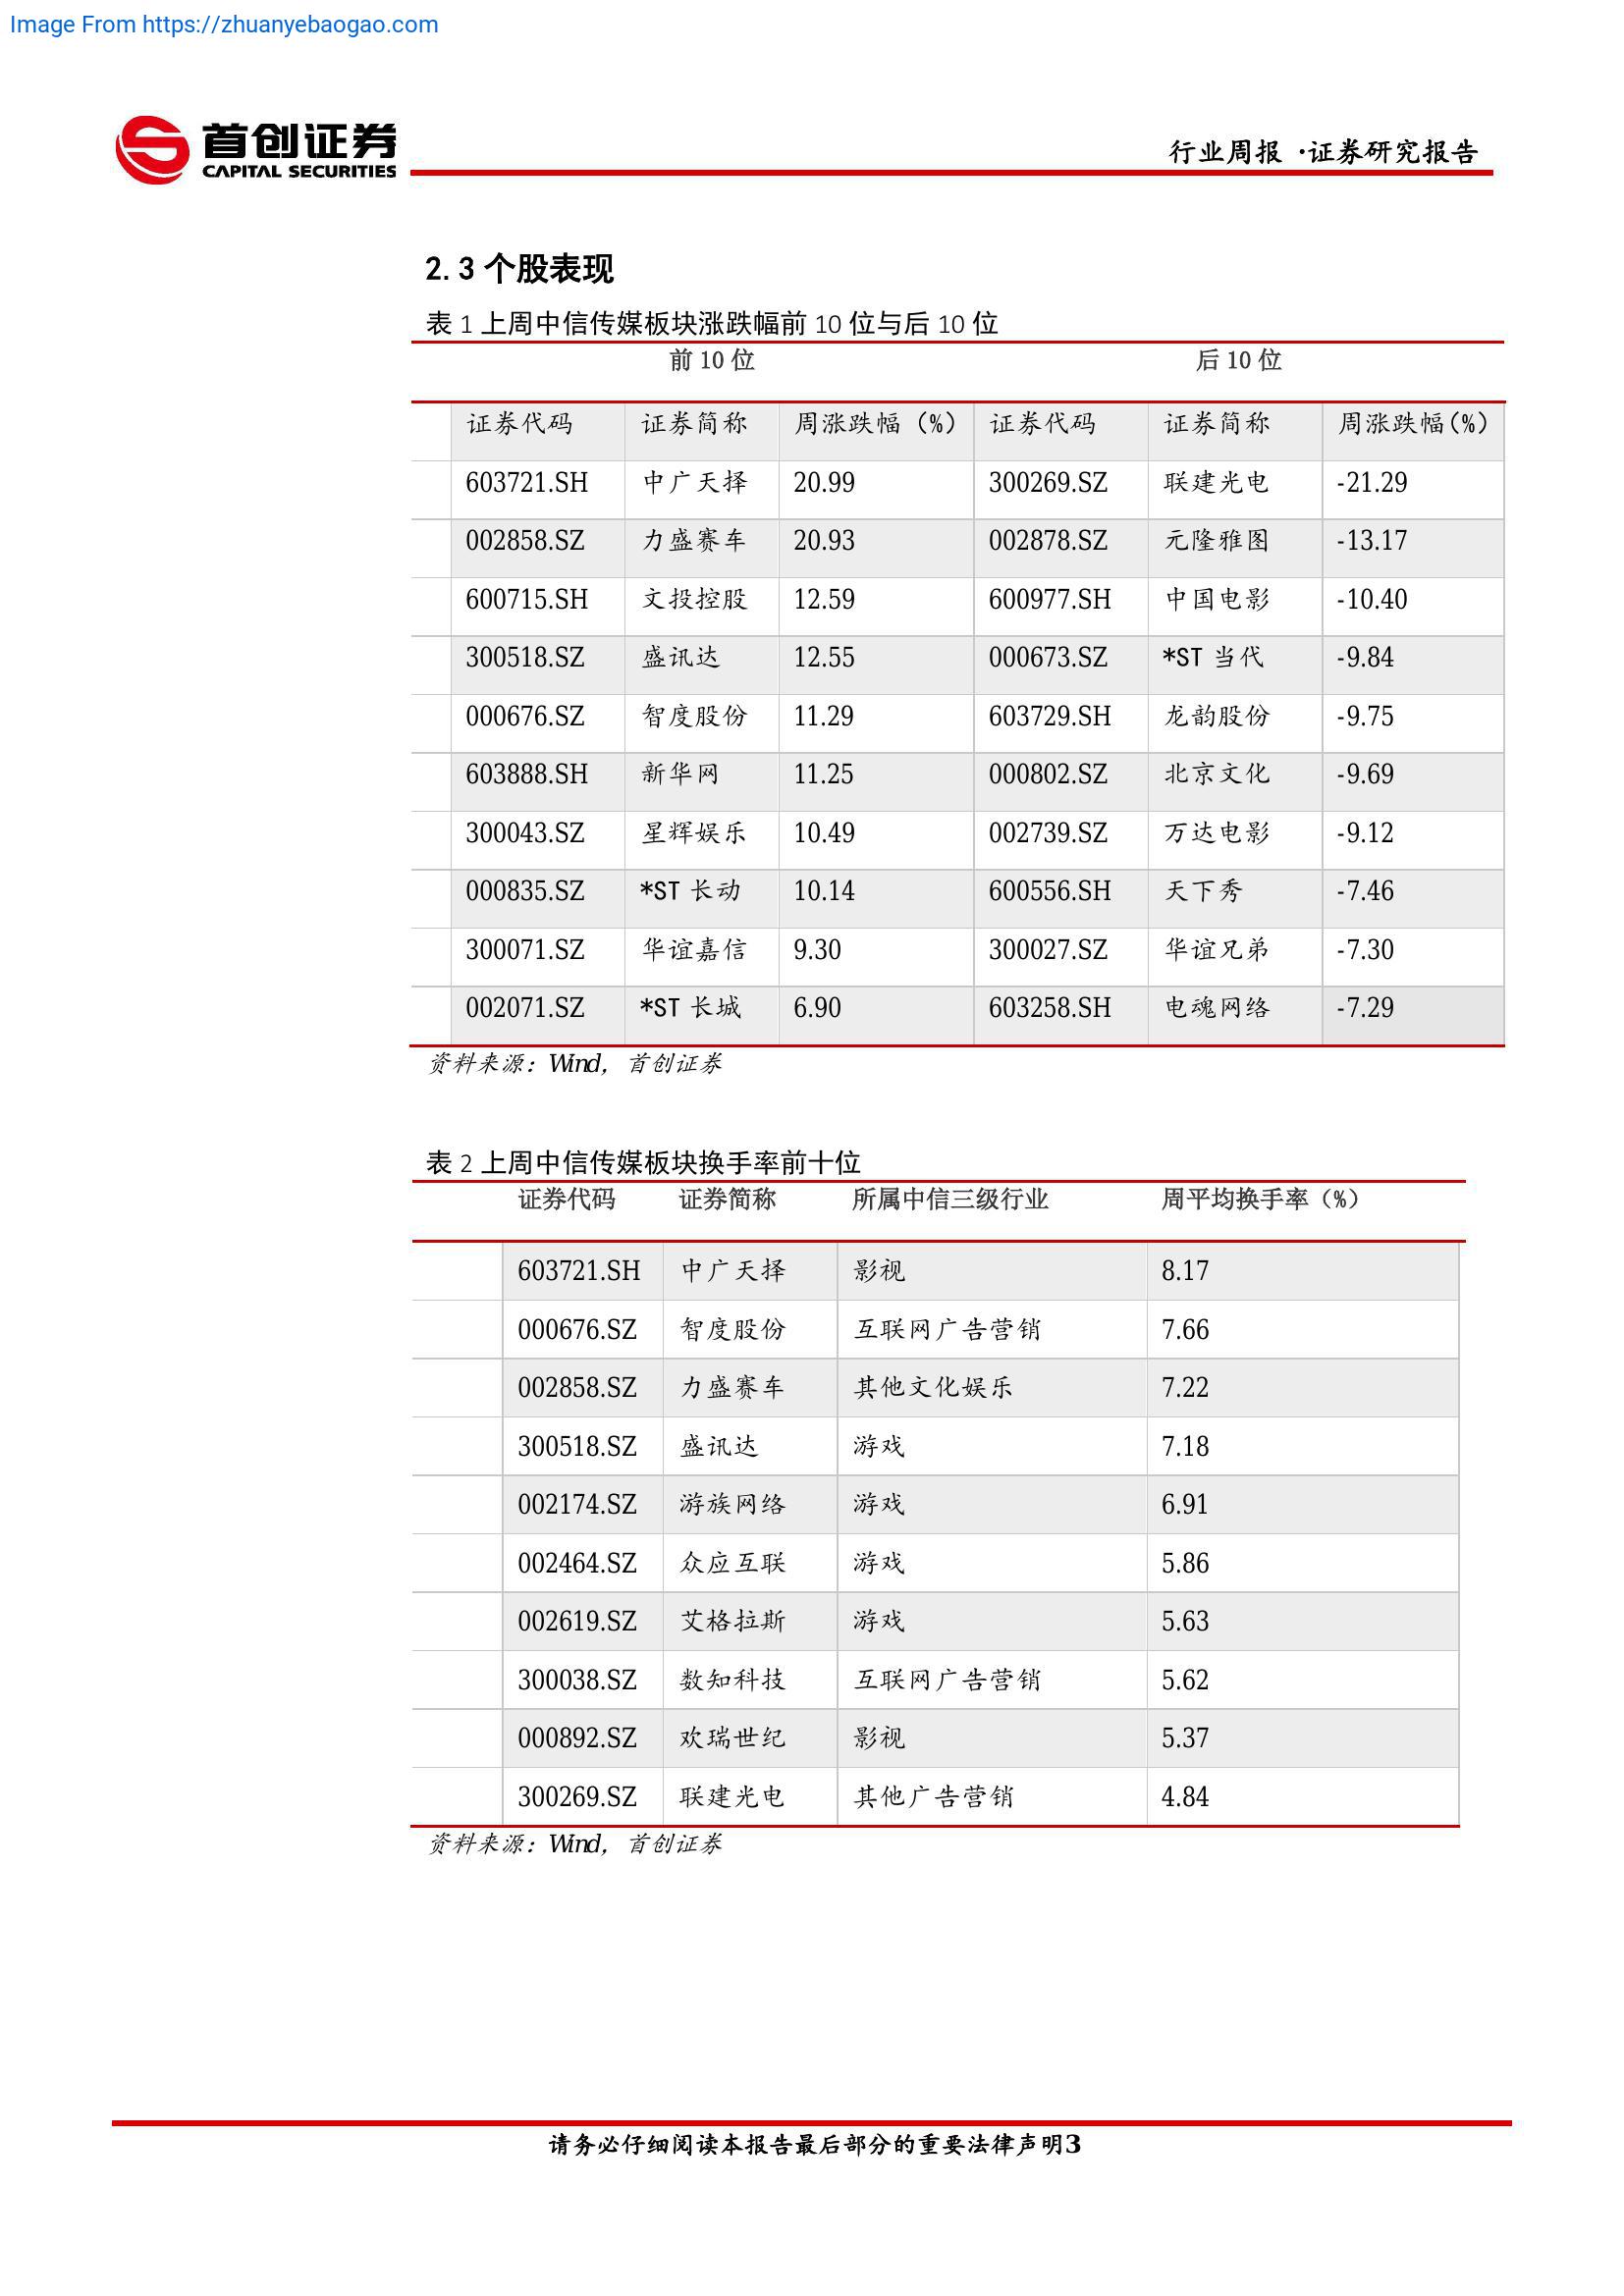 Image From https://zhuanyebaogao.com
首创证券
CAPITAL SECURITIES
行业周报 ·证券研究报告
2.3 个股表现
表 1 上周中信传媒板块涨跌幅前 10 位与后 10 位
前 10 位 后 10 位
证券代码 证券简称 周涨跌幅（%） 证券代码 证券简称 周涨跌幅(%)
603721.SH 中广天择 20.99 300269.SZ 联建光电 -21.29
002858.SZ 力盛赛车 20.93 002878.SZ 元隆雅图 -13.17
600715.SH 文投控股 12.59 600977.SH 中国电影 -10.40
300518.SZ 盛讯达 12.55 000673.SZ *ST 当代 -9.84
000676.SZ 智度股份 11.29 603729.SH 龙韵股份 -9.75
603888.SH 新华网 11.25 000802.SZ 北京文化 -9.69
300043.SZ 星辉娱乐 10.49 002739.SZ 万达电影 -9.12
000835.SZ *ST 长动 10.14 600556.SH 天下秀 -7.46
300071.SZ 华谊嘉信 9.30 300027.SZ 华谊兄弟 -7.30
002071.SZ *ST 长城 6.90 603258.SH 电魂网络 -7.29
资料来源：Wind，首创证券
表 2 上周中信传媒板块换手率前十位
证券代码 证券简称 所属中信三级行业 周平均换手率（%）
603721.SH 中广天择 影视 8.17
000676.SZ 智度股份 互联网广告营销 7.66
002858.SZ 力盛赛车 其他文化娱乐 7.22
300518.SZ 盛讯达 游戏 7.18
002174.SZ 游族网络 游戏 6.91
002464.SZ 众应互联 游戏 5.86
002619.SZ 艾格拉斯 游戏 5.63
300038.SZ 数知科技 互联网广告营销 5.62
000892.SZ 欢瑞世纪 影视 5.37
300269.SZ 联建光电 其他广告营销 4.84
资料来源：Wind，首创证券
请务必仔细阅读本报告最后部分的重要法律声明3